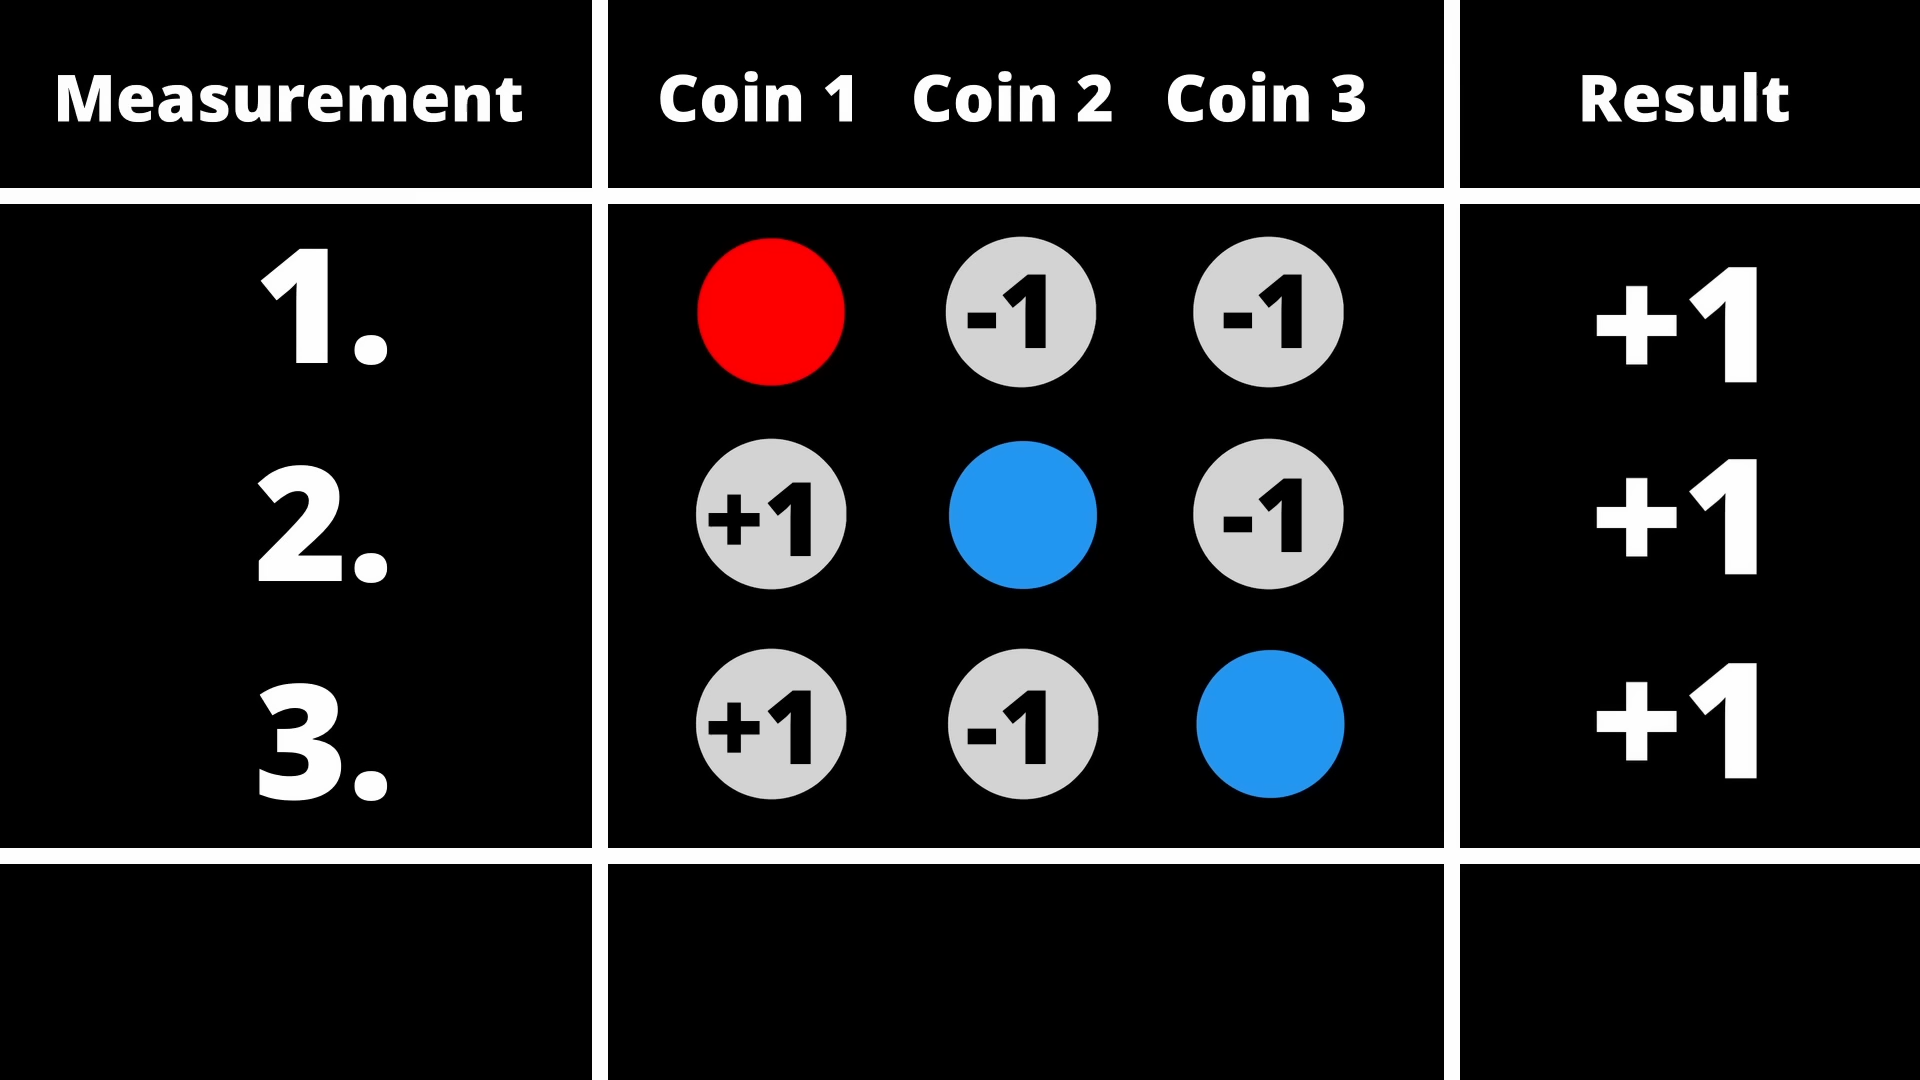 Measurement Coin 1 Coin 2 Coin 3 Result
1. -1 -1 +1
2. +1 -1 +1
3. +1 -1 +1